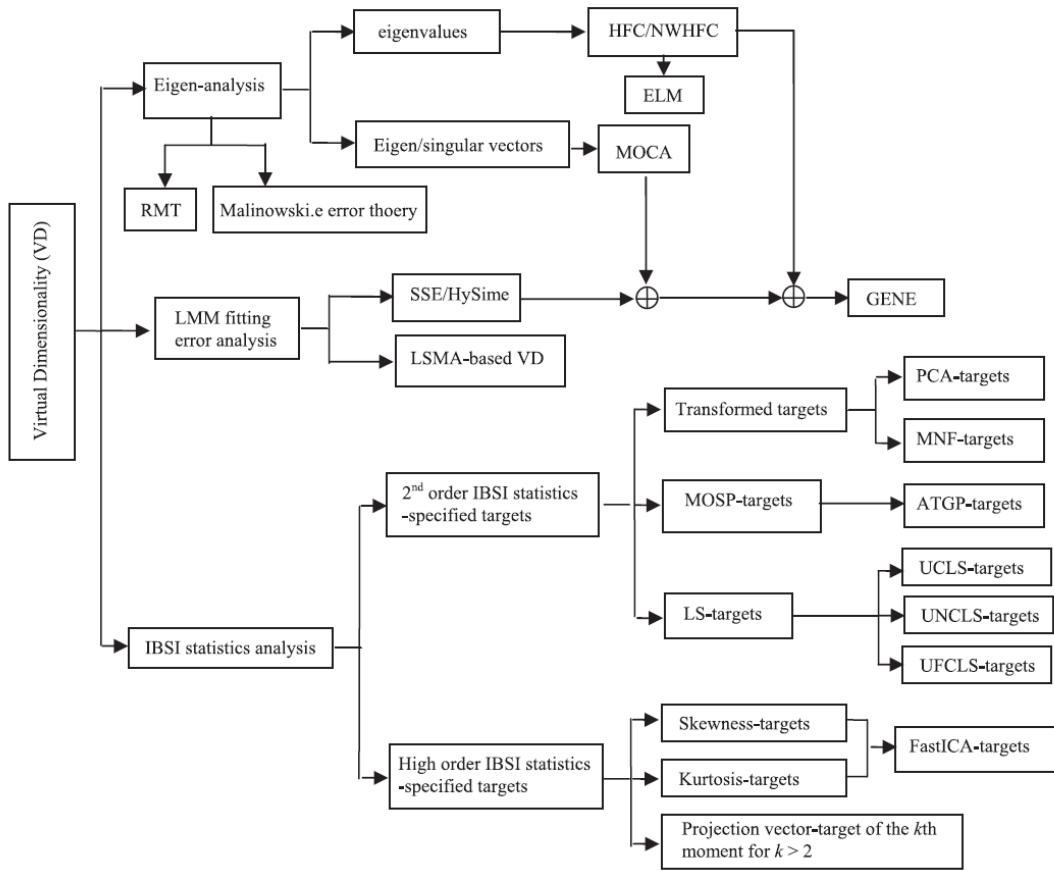 eigenvalues
HFC/NWHFC
Eigen-analysis
ELM
Eigen/singular vectors
MOCA
RMT
Malinowski.e error thoery
Virtual Dimensionality (VD)
SSE/HySime
GENE
LMM fitting
error analysis
LSMA-based VD
PCA-targets
Transformed targets
MNF-targets
2nd order IBSI statistics
-specified targets
MOSP-targets
ATGP-targets
UCLS-targets
LS-targets
UNCLS-targets
IBSI statistics analysis
UFCLS-targets
Skewness-targets
FastICA-targets
High order IBSI statistics
-specified targets
Kurtosis-targets
Projection vector-target of the kth
moment for k > 2